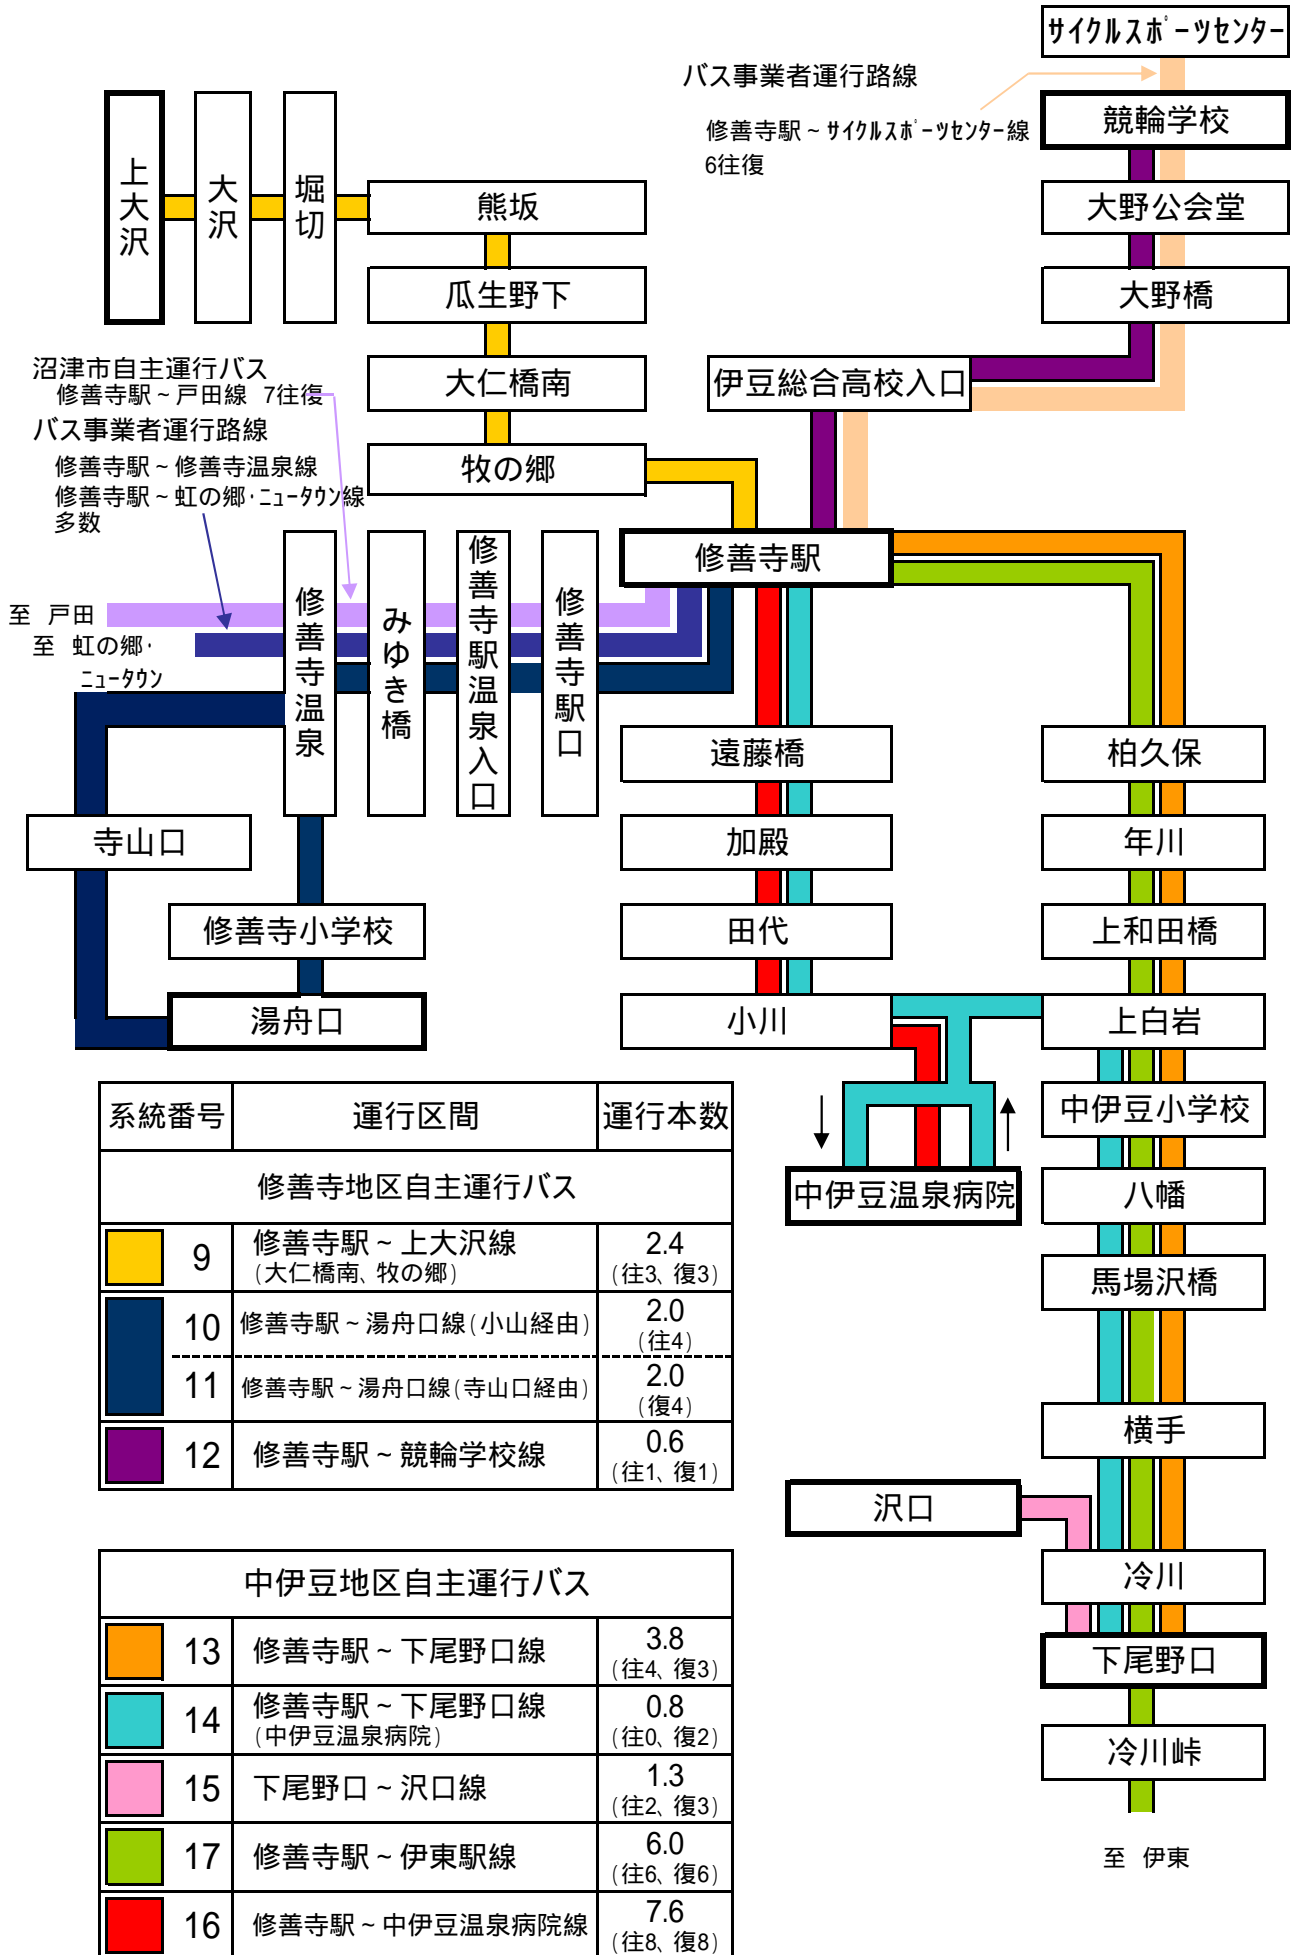 サイクルスポーツセンター
バス事業者運行路線
修善寺駅～サイクルスポーツセンター線
6往復
競輪学校
大野公会堂
大野橋
伊豆総合高校入口
上大沢
大沢
堀切
熊坂
瓜生野下
大仁橋南
牧の郷
沼津市自主運行バス
修善寺駅～戸田線 7往復
バス事業者運行路線
修善寺駅～修善寺温泉線
修善寺駅～虹の郷・ニュータウン線
多数
修善寺駅
修善寺温泉
みゆき橋
修善寺駅温泉入口
修善寺駅口
至 戸田
至 虹の郷・
ニュータウン
寺山口
修善寺小学校
湯舟口
遠藤橋
加殿
田代
小川
中伊豆温泉病院
柏久保
年川
上和田橋
上白岩
中伊豆小学校
八幡
馬場沢橋
横手
沢口
冷川
下尾野口
冷川峠
至 伊東
系統番号 運行区間 運行本数
修善寺地区自主運行バス
9 修善寺駅～上大沢線 2.4
(大仁橋南、牧の郷) (往3、復3)
10 修善寺駅～湯舟口線(小山経由) 2.0
(往4)
11 修善寺駅～湯舟口線(寺山口経由) 2.0
(復4)
12 修善寺駅～競輪学校線 0.6
(往1、復1)
中伊豆地区自主運行バス
13 修善寺駅～下尾野口線 3.8
(往4、復3)
14 修善寺駅～下尾野口線 0.8
(中伊豆温泉病院) (往0、復2)
15 下尾野口～沢口線 1.3
(往2、復3)
17 修善寺駅～伊東駅線 6.0
(往6、復6)
16 修善寺駅～中伊豆温泉病院線 7.6
(往8、復8)